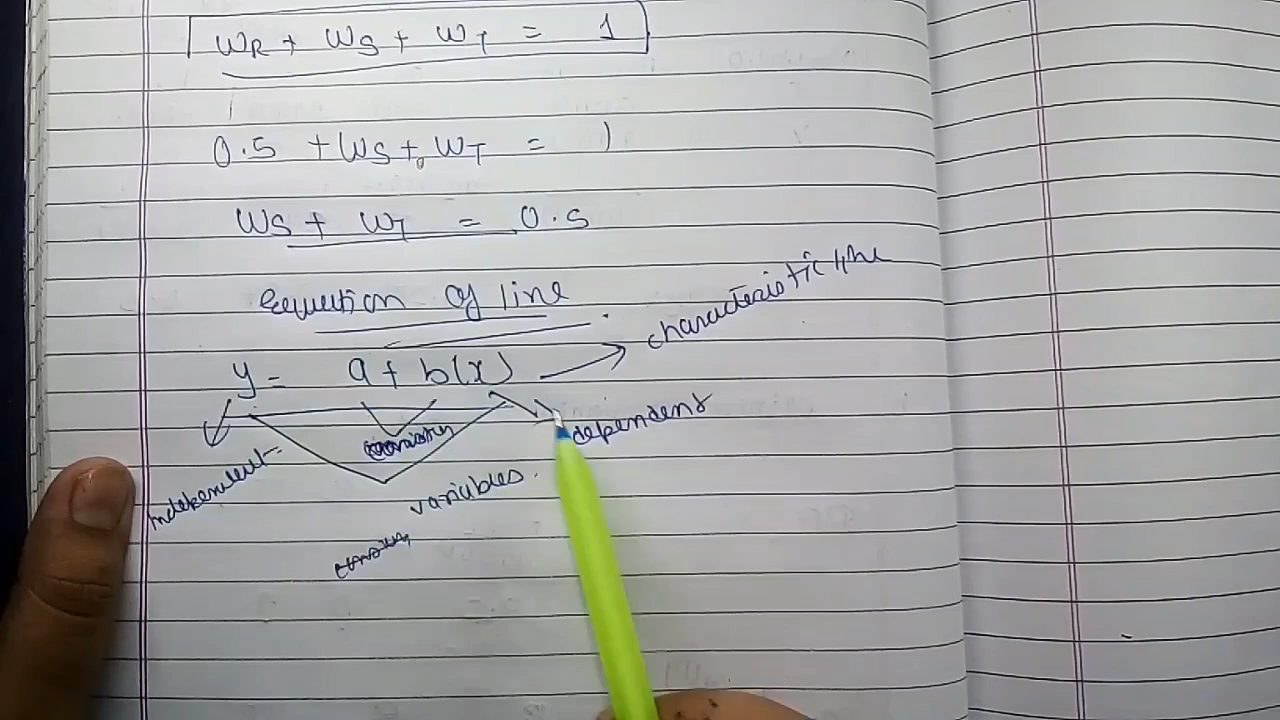 WR + WS + WT = 1
0.5 + WS + WT = 1
WS + WT = 0.5
Equation of line
characteristic line
y = a + b(x)
dependent
independent
variables.